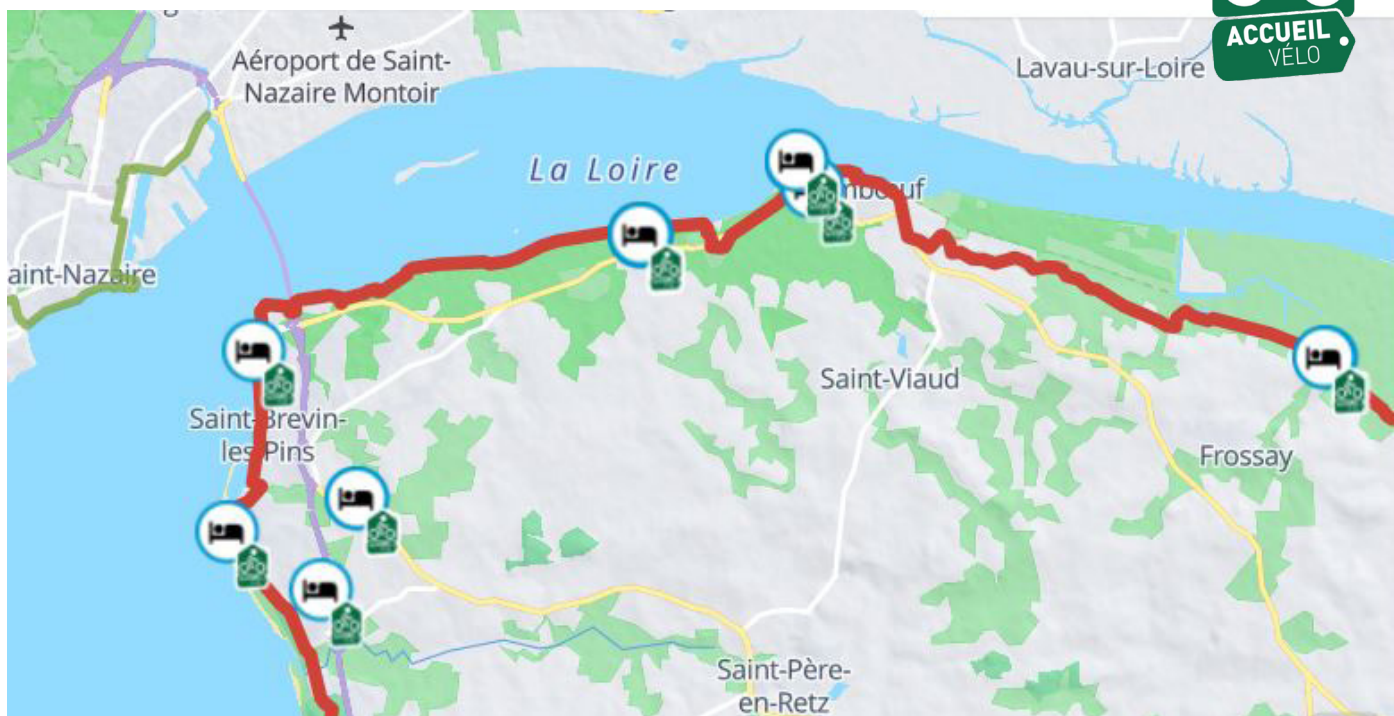 ACCUEIL
VÉLO
Aéroport de Saint-
Nazaire Montoir
Lavau-sur-Loire
La Loire
mbœuf
aint-Nazaire
Saint-Viaud
Saint-Brevin-
les Pins
Frossay
Saint-Père-
en-Retz